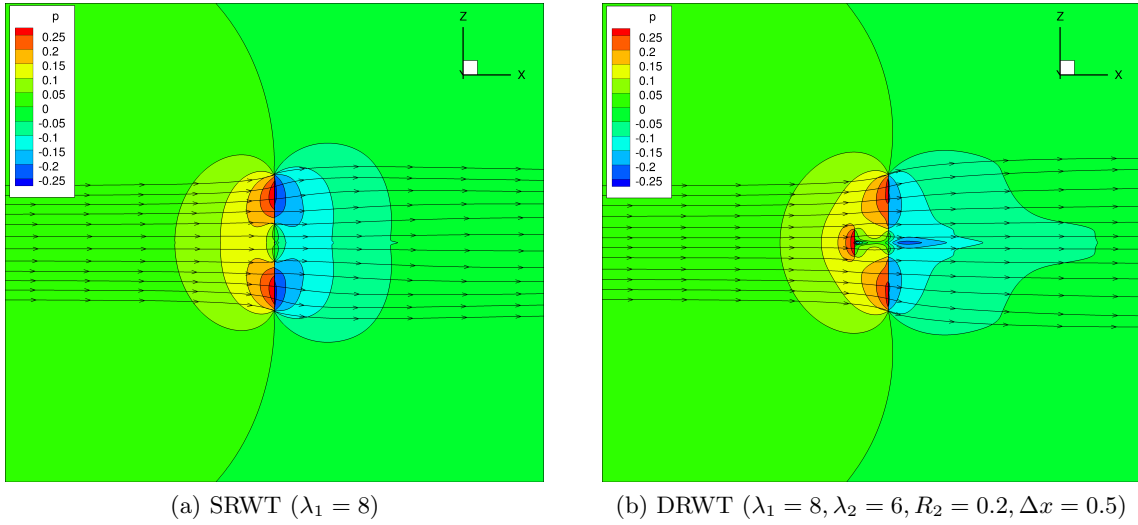 p
0.25
0.2
0.15
0.1
0.05
0
-0.05
-0.1
-0.15
-0.2
-0.25
Z
Y
X
(a) SRWT (λ₁ = 8)
p
0.25
0.2
0.15
0.1
0.05
0
-0.05
-0.1
-0.15
-0.2
-0.25
Z
Y
X
(b) DRWT (λ₁ = 8, λ₂ = 6, R₂ = 0.2, Δx = 0.5)